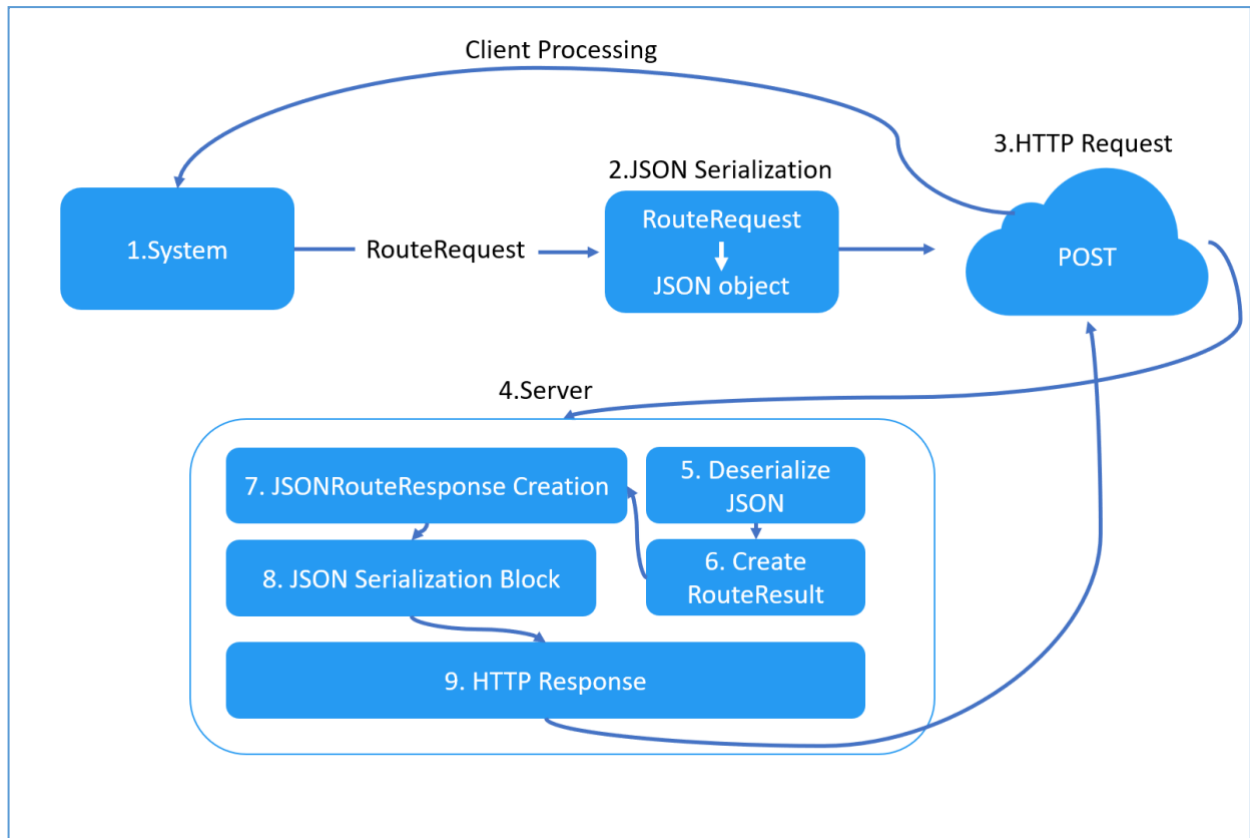 Client Processing
3.HTTP Request
2.JSON Serialization
1.System
RouteRequest
RouteRequest
JSON object
POST
4.Server
7. JSONRouteResponse Creation
5. Deserialize
JSON
8. JSON Serialization Block
6. Create
RouteResult
9. HTTP Response